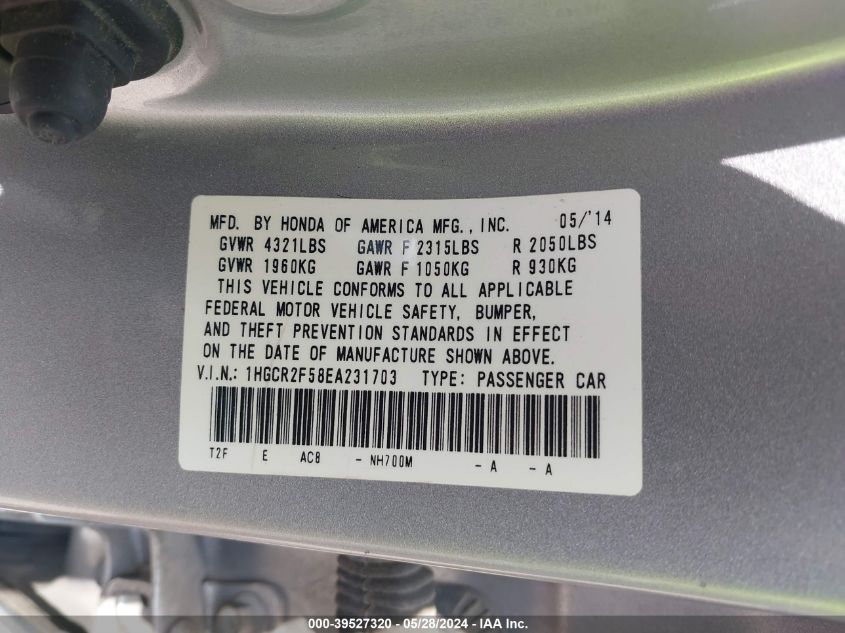 MFD. BY HONDA OF AMERICA MFG., INC. 05/'14
GVWR 4321LBS GAWR F 2315LBS R 2050LBS
GVWR 1960KG GAWR F 1050KG R 930KG
THIS VEHICLE CONFORMS TO ALL APPLICABLE
FEDERAL MOTOR VEHICLE SAFETY, BUMPER,
AND THEFT PREVENTION STANDARDS IN EFFECT
ON THE DATE OF MANUFACTURE SHOWN ABOVE.
V.I.N.: 1HGCR2F58EA231703 TYPE: PASSENGER CAR
T2F E AC8 - NH700M - A - A
000-39527320 - 05/28/2024 - IAA Inc.